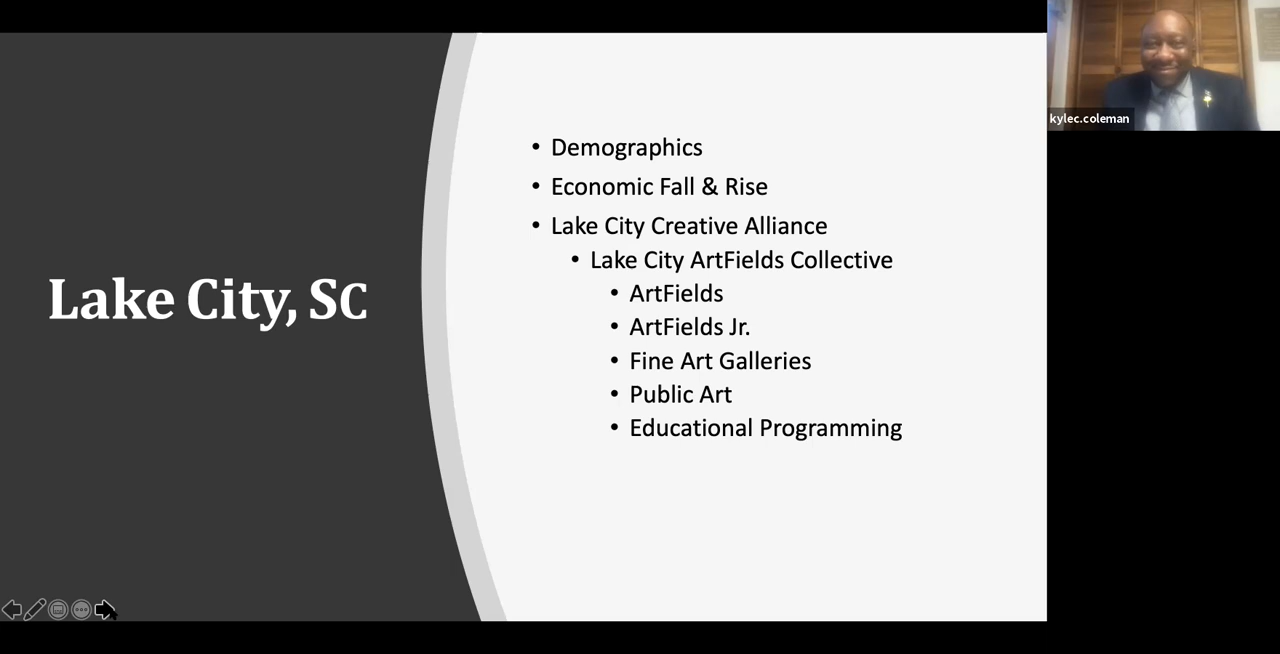 Lake City, SC
• Demographics
• Economic Fall & Rise
• Lake City Creative Alliance
• Lake City ArtFields Collective
• ArtFields
• ArtFields Jr.
• Fine Art Galleries
• Public Art
• Educational Programming
kylec.coleman